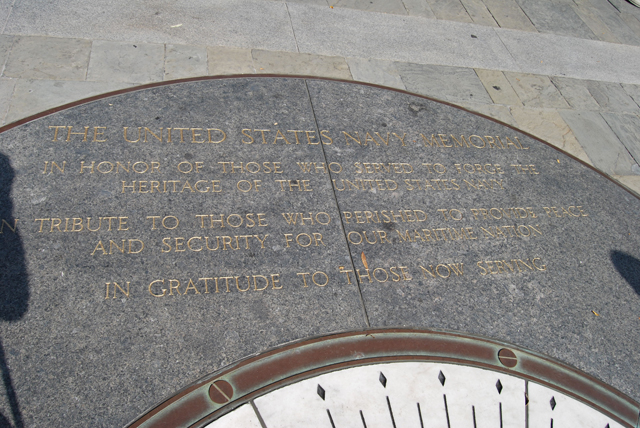 THE UNITED STATES NAVY MEMORIAL
IN HONOR OF THOSE WHO SERVED TO FORGE THE
HERITAGE OF THE UNITED STATES NAVY
IN TRIBUTE TO THOSE WHO PERISHED TO PROVIDE PEACE
AND SECURITY FOR OUR MARITIME NATION
IN GRATITUDE TO THOSE NOW SERVING